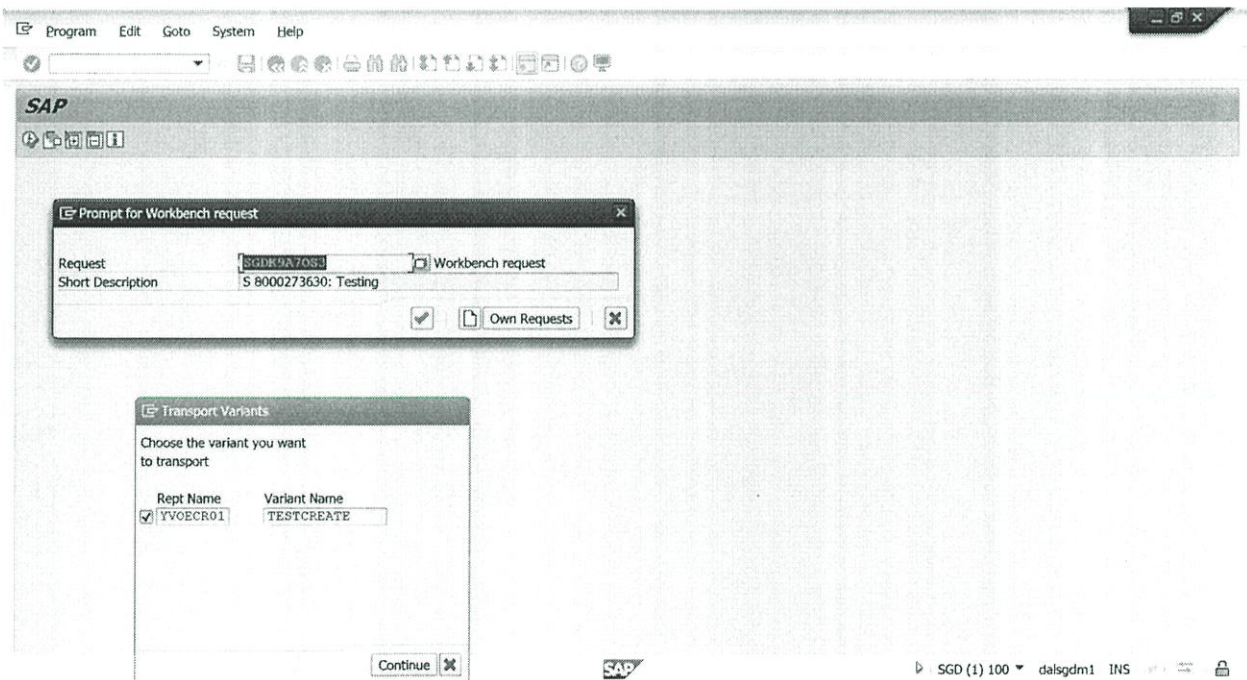 Program Edit Goto System Help
SAP
Prompt for Workbench request
Request SGDK9A7OSJ Workbench request
Short Description S 8000273630: Testing
Own Requests
Transport Variants
Choose the variant you want
to transport
Rept Name Variant Name
YVOECR01 TESTCREATE
Continue
SAP SGD (1) 100 dalsgdm1 INS